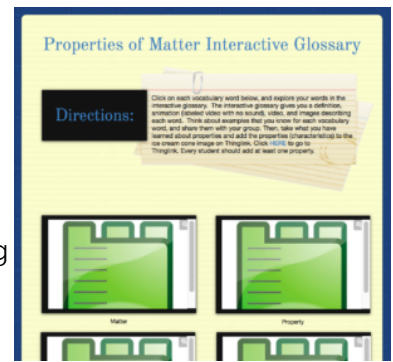 Properties of Matter Interactive Glossary
Directions:
Click on each vocabulary word below, and explore your words in the
interactive glossary. The interactive glossary gives you a definition,
animation (labeled video with no sound), video, and images describing
each word. Think about examples that you know for each vocabulary
word, and share them with your group. Then, take what you have
learned about properties and add the properties (characteristics) to the
ice cream cone image on Thinglink. Click HERE to go to
Thinglink. Every student should add at least one property.
g
Matter
Property